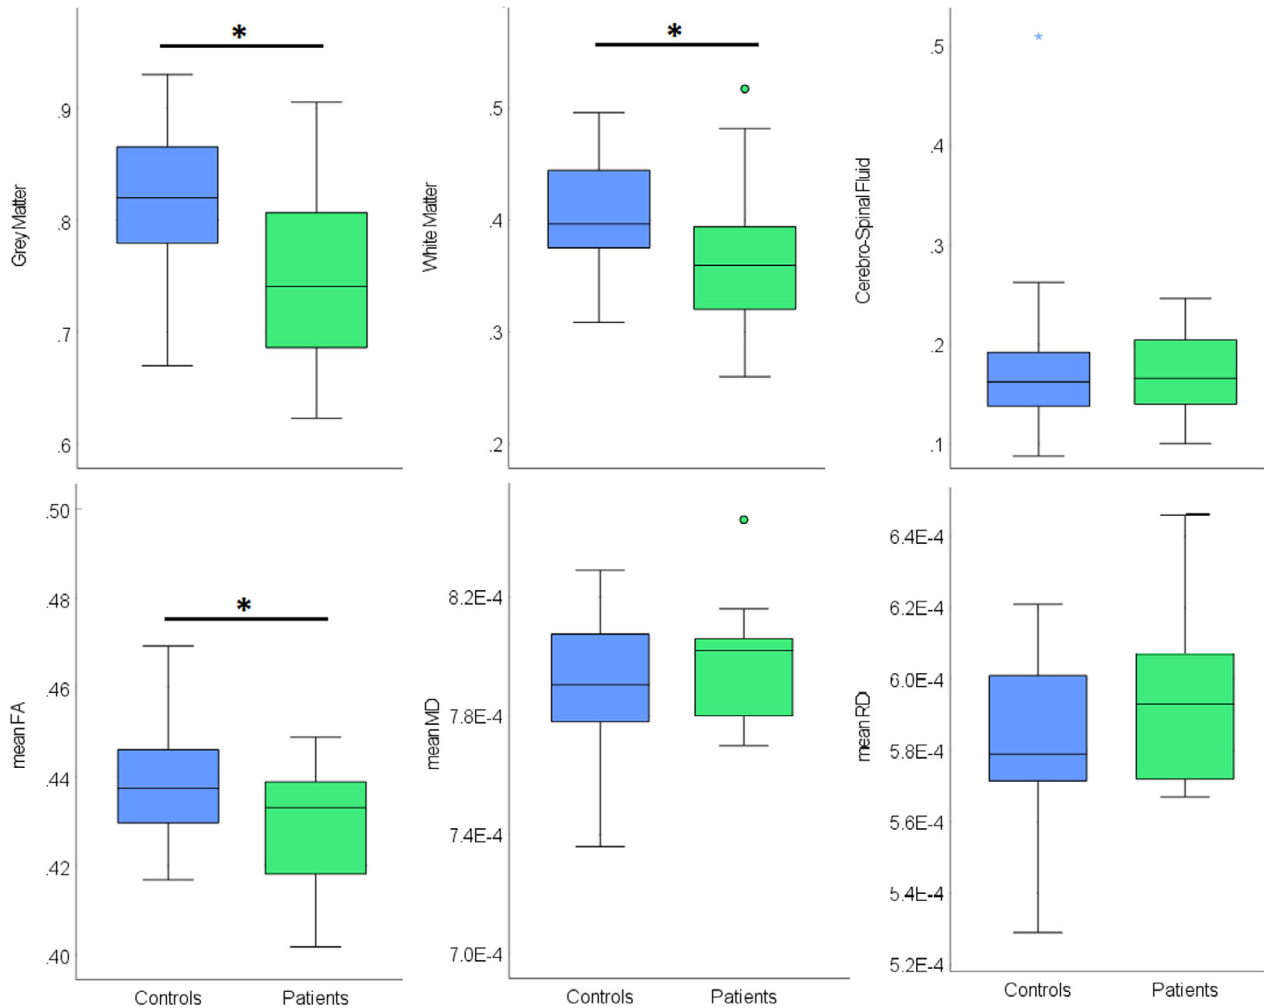 *
.9
.8
.7
.6
Grey Matter
*
.5
.4
.3
.2
White Matter
*
.5
.4
.3
.2
.1
Cerebro-Spinal Fluid
*
.50
.48
.46
.44
.42
.40
mean FA
Controls Patients
8.2E-4
7.8E-4
7.4E-4
7.0E-4
mean MD
Controls Patients
6.4E-4
6.2E-4
6.0E-4
5.8E-4
5.6E-4
5.4E-4
5.2E-4
mean RD
Controls Patients